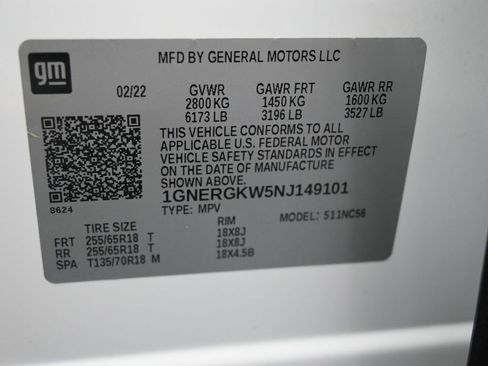 gm
MFD BY GENERAL MOTORS LLC
02/22 GVWR GAWR FRT GAWR RR
2800 KG 1450 KG 1600 KG
6173 LB 3196 LB 3527 LB
THIS VEHICLE CONFORMS TO ALL
APPLICABLE U.S. FEDERAL MOTOR
VEHICLE SAFETY STANDARDS IN EFFECT
ON THE DATE OF MANUFACTURE
SHOWN ABOVE.
8624
1GNERGKW5NJ149101
TYPE: MPV MODEL: 511NC56
TIRE SIZE RIM
FRT 255/65R18 T 18X8J
RR 255/65R18 T 18X8J
SPA T135/70R18 M 18X4.5B